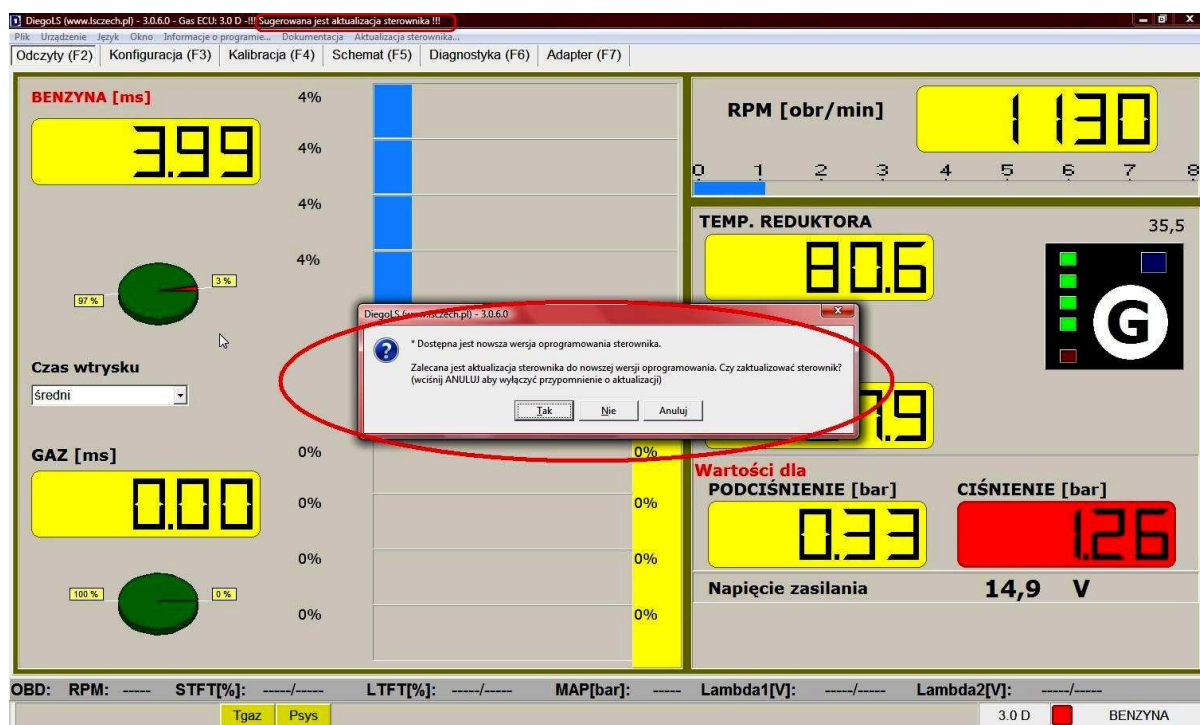 DiegoLS (www.lsczech.pl) - 3.0.6.0 - Gas ECU: 3.0 D -!!! Sugerowana jest aktualizacja sterownika !!!
Plik Urządzenie Język Okno Informacje o programie... Dokumentacja Aktualizacja sterownika...
Odczyty (F2) Konfiguracja (F3) Kalibracja (F4) Schemat (F5) Diagnostyka (F6) Adapter (F7)
BENZYNA [ms]
3.99
97 %
3 %
Czas wtrysku
średni
GAZ [ms]
0.00
100 %
0 %
4%
4%
4%
4%
0%
0%
0%
0%
0%
0%
0%
0%
DiegoLS (www.lsczech.pl) - 3.0.6.0
* Dostępna jest nowsza wersja oprogramowania sterownika.
Zalecana jest aktualizacja sterownika do nowszej wersji oprogramowania. Czy zaktualizować sterownik?
(wciśnij ANULUJ aby wyłączyć przypomnienie o aktualizacji)
Tak Nie Anuluj
RPM [obr/min]
1130
0 1 2 3 4 5 6 7 8
TEMP. REDUKTORA
35,5
80.6
G
7.9
Wartości dla
PODCIŚNIENIE [bar] CIŚNIENIE [bar]
0.33 1.26
Napięcie zasilania 14,9 V
OBD: RPM: ----- STFT[%]: -----/----- LTFT[%]: -----/----- MAP[bar]: ----- Lambda1[V]: -----/----- Lambda2[V]: -----/-----
Tgaz Psys 3.0 D BENZYNA